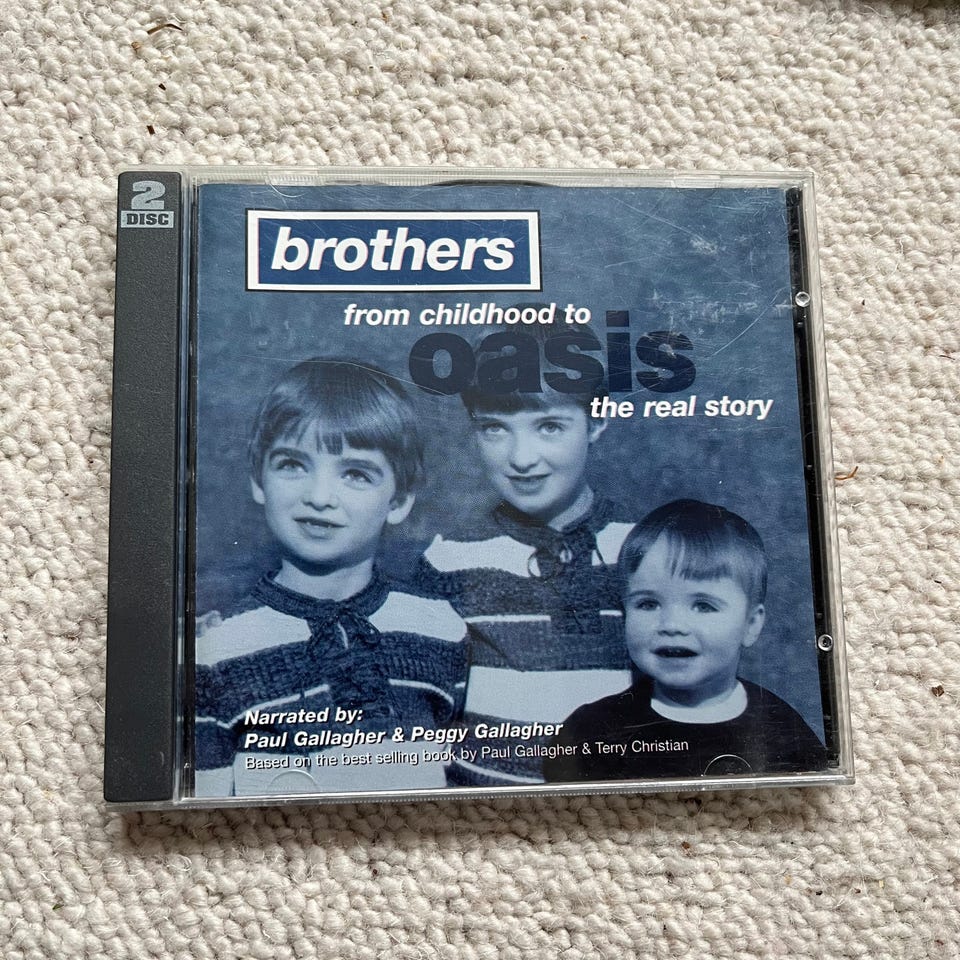 2
DISC
brothers
from childhood to
oasis
the real story
Narrated by:
Paul Gallagher & Peggy Gallagher
Based on the best selling book by Paul Gallagher & Terry Christian